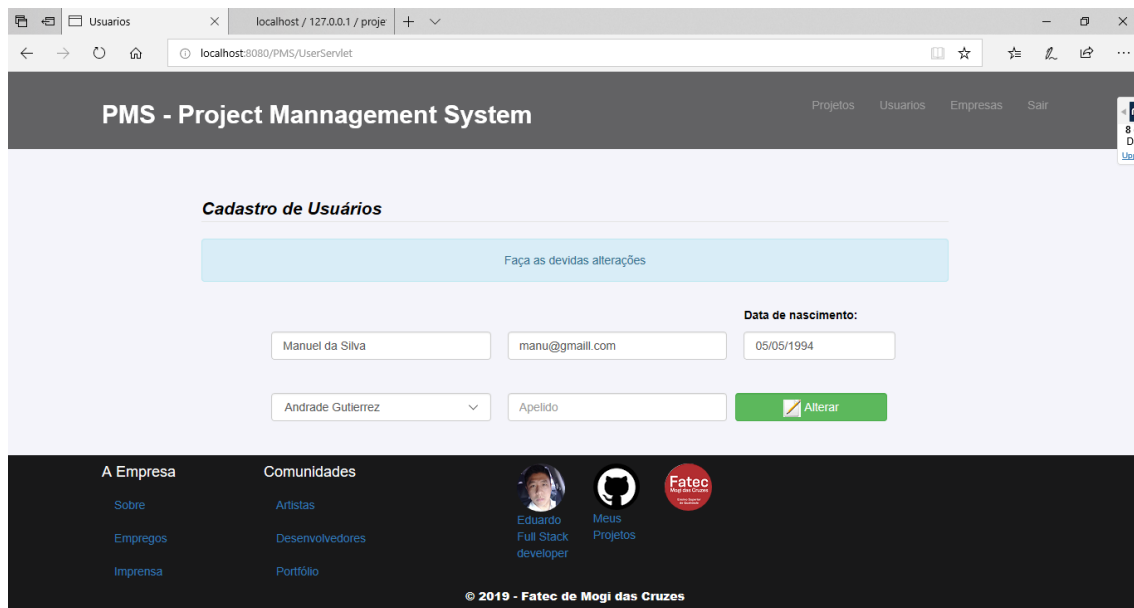 Usuarios
localhost / 127.0.0.1 / proje
localhost:8080/PMS/UserServlet
PMS - Project Mannagement System
Projetos Usuarios Empresas Sair
8
D
Upg
Cadastro de Usuários
Faça as devidas alterações
Data de nascimento:
Manuel da Silva manu@gmaill.com 05/05/1994
Andrade Gutierrez Apelido Alterar
A Empresa
Sobre
Empregos
Imprensa
Comunidades
Artistas
Desenvolvedores
Portfólio
Eduardo
Full Stack
developer
Meus
Projetos
Fatec
Mogi das Cruzes
© 2019 - Fatec de Mogi das Cruzes